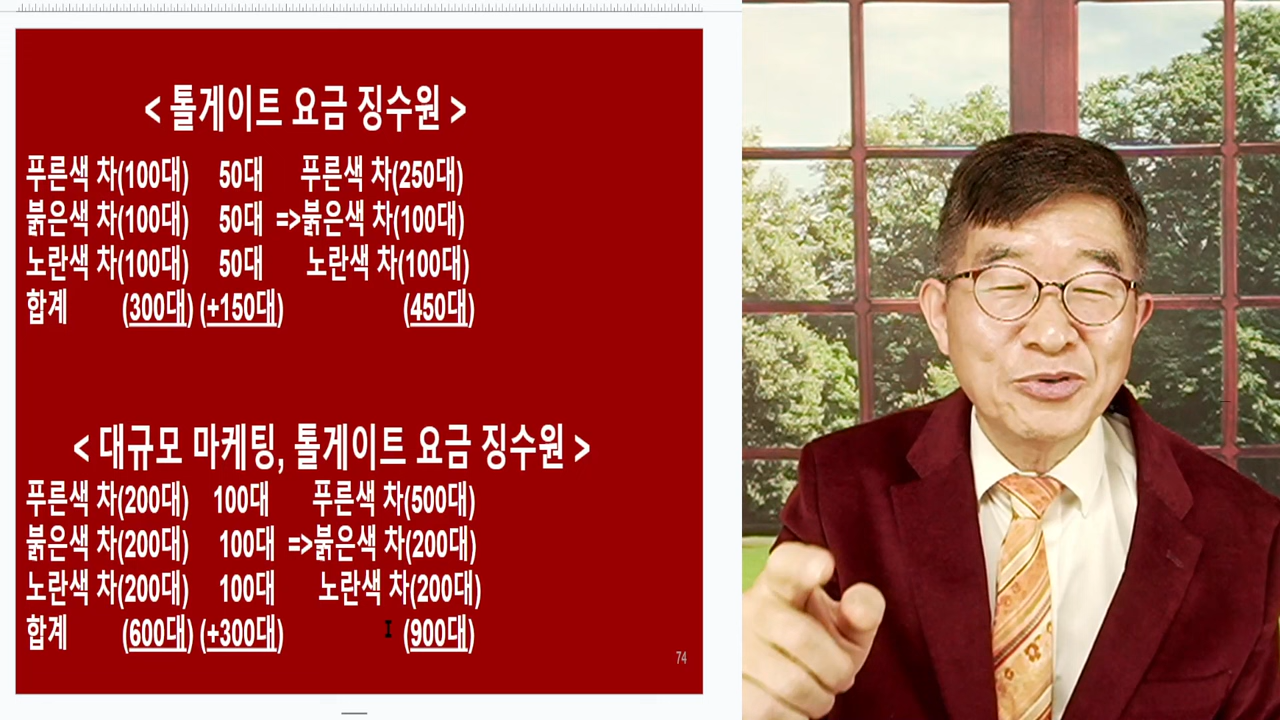 < 톨게이트 요금 징수원 >
푸른색 차(100대) 50대 푸른색 차(250대)
붉은색 차(100대) 50대 =>붉은색 차(100대)
노란색 차(100대) 50대 노란색 차(100대)
합계 (300대) (+150대) (450대)
< 대규모 마케팅, 톨게이트 요금 징수원 >
푸른색 차(200대) 100대 푸른색 차(500대)
붉은색 차(200대) 100대 =>붉은색 차(200대)
노란색 차(200대) 100대 노란색 차(200대)
합계 (600대) (+300대) (900대)
74